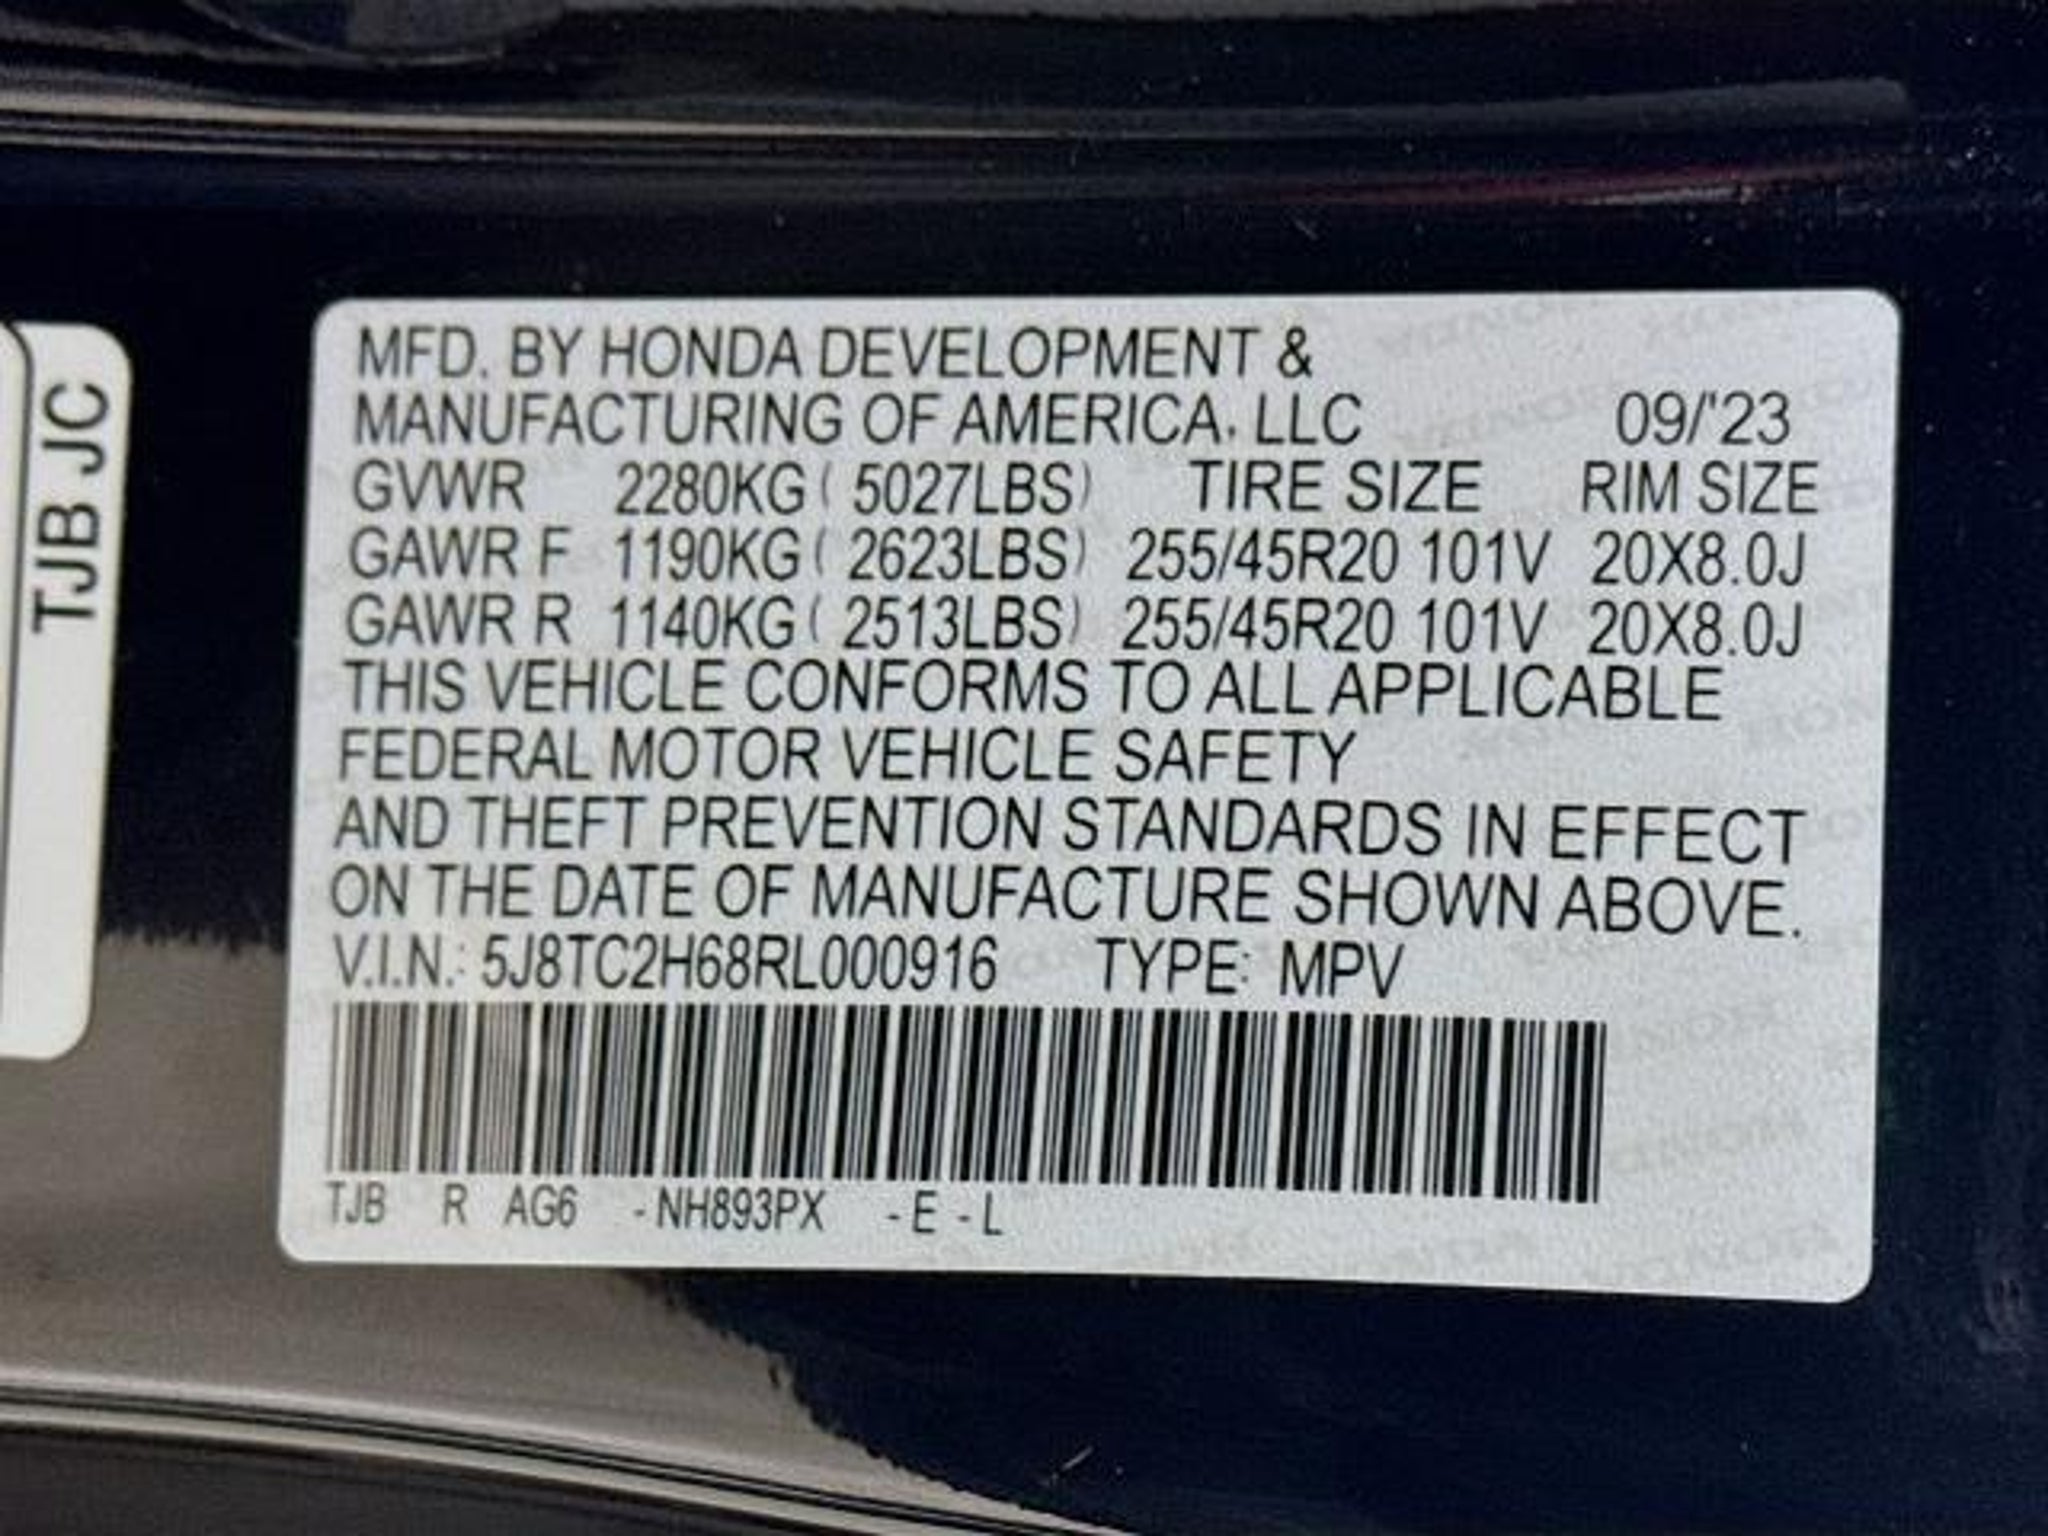 TJB JC
MFD. BY HONDA DEVELOPMENT &
MANUFACTURING OF AMERICA, LLC 09/'23
GVWR 2280KG ( 5027LBS) TIRE SIZE RIM SIZE
GAWR F 1190KG ( 2623LBS) 255/45R20 101V 20X8.0J
GAWR R 1140KG ( 2513LBS) 255/45R20 101V 20X8.0J
THIS VEHICLE CONFORMS TO ALL APPLICABLE
FEDERAL MOTOR VEHICLE SAFETY
AND THEFT PREVENTION STANDARDS IN EFFECT
ON THE DATE OF MANUFACTURE SHOWN ABOVE.
V.I.N.: 5J8TC2H68RL000916 TYPE: MPV
TJB R AG6 - NH893PX - E - L